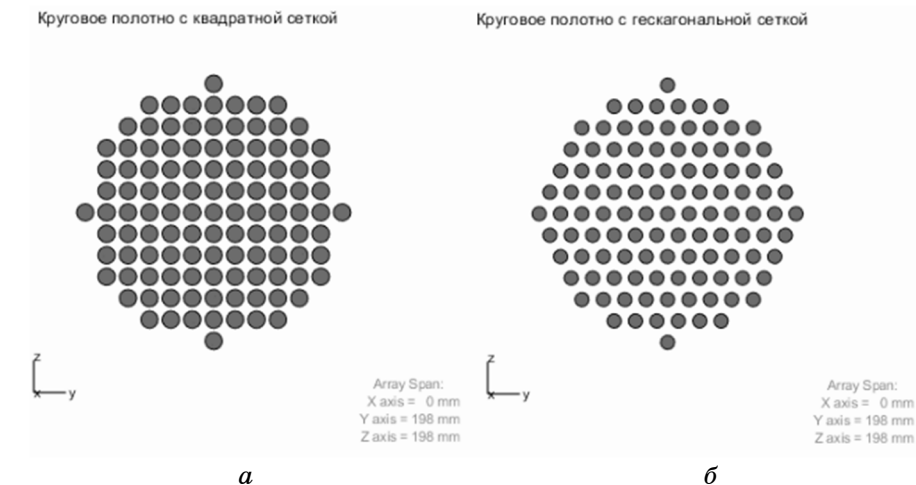 Круговое полотно с квадратной сеткой
Круговое полотно с гескагональной сеткой
z
x
y
Array Span:
X axis = 0 mm
Y axis = 198 mm
Z axis = 198 mm
z
x
y
Array Span:
X axis = 0 mm
Y axis = 198 mm
Z axis = 198 mm
а
б